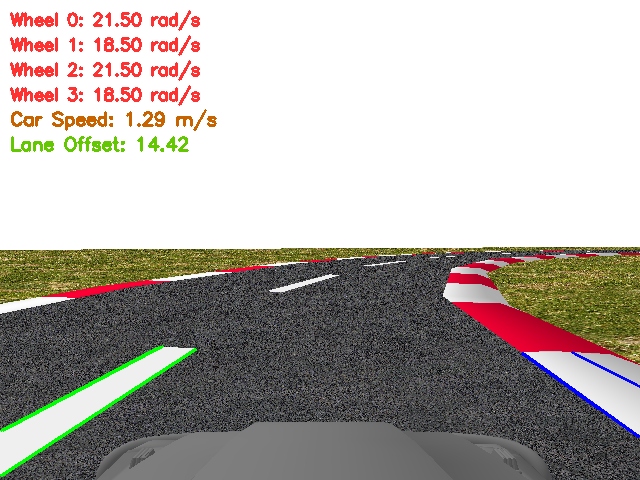 Wheel 0: 21.50 rad/s
Wheel 1: 18.50 rad/s
Wheel 2: 21.50 rad/s
Wheel 3: 18.50 rad/s
Car Speed: 1.29 m/s
Lane Offset: 14.42